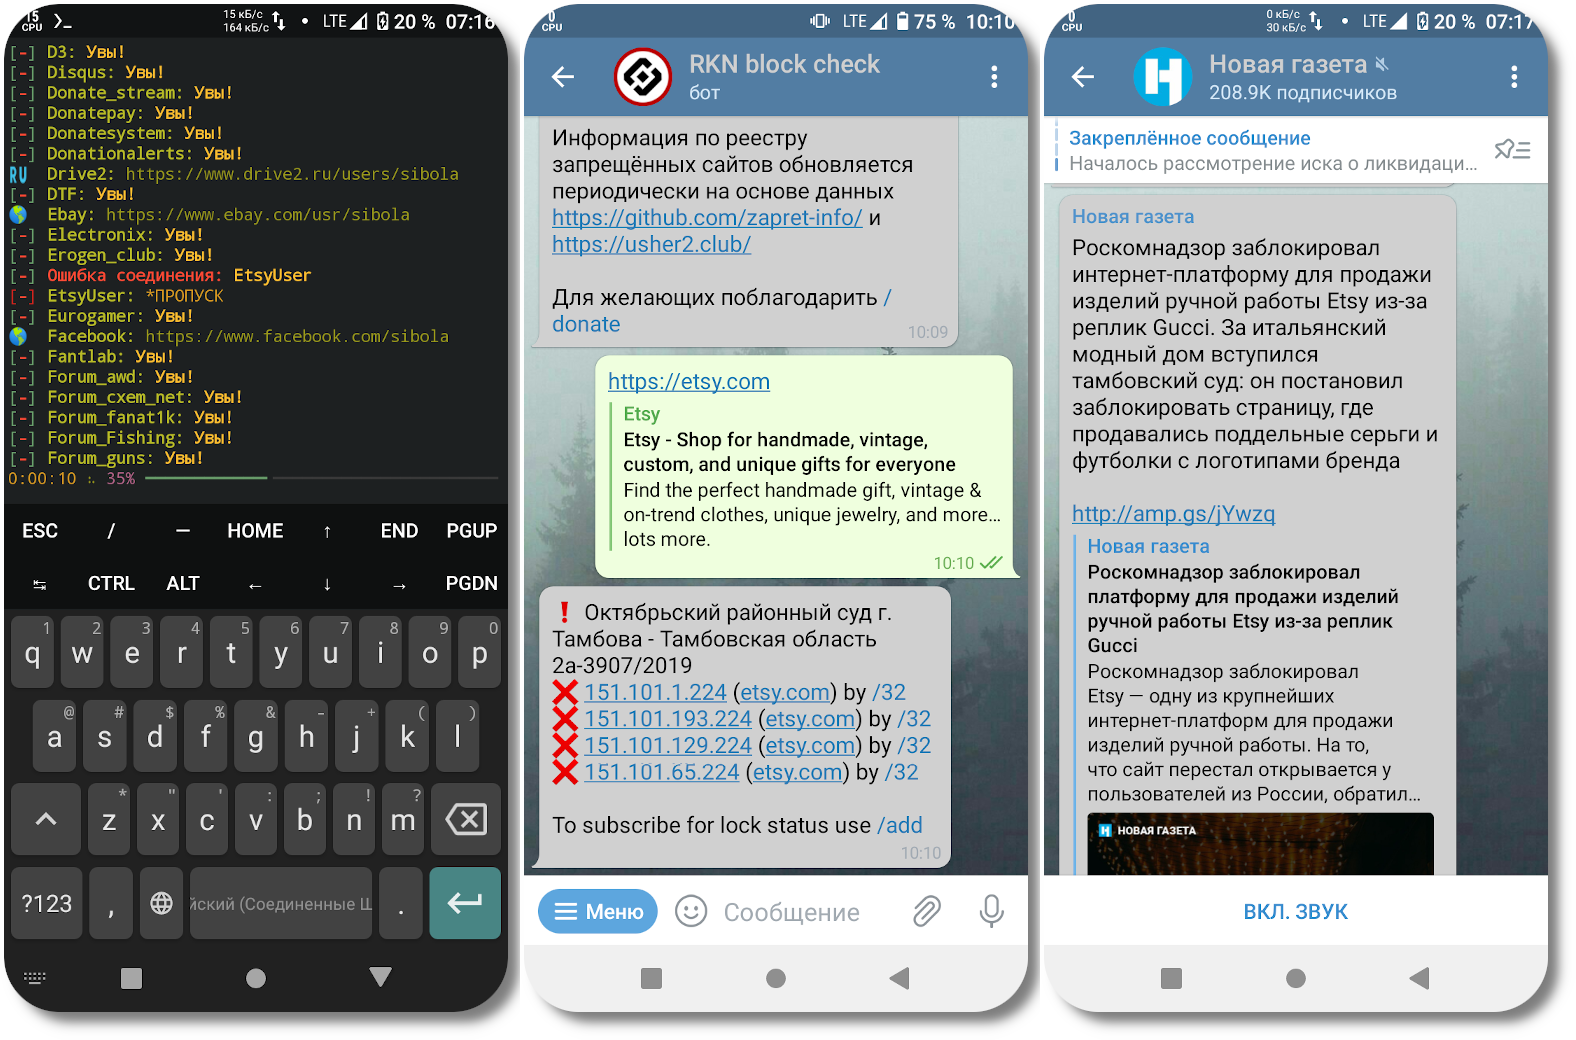 15
CPU
15 кБ/с
164 кБ/с
LTE
20 %
07:16
[-] D3: Увы!
[-] Disqus: Увы!
[-] Donate_stream: Увы!
[-] Donatepay: Увы!
[-] Donatesystem: Увы!
[-] Donationalerts: Увы!
RU Drive2: https://www.drive2.ru/users/sibola
[-] DTF: Увы!
Ebay: https://www.ebay.com/usr/sibola
[-] Electronix: Увы!
[-] Erogen_club: Увы!
[-] Ошибка соединения: EtsyUser
[-] EtsyUser: *ПРОПУСК
[-] Eurogamer: Увы!
Facebook: https://www.facebook.com/sibola
[-] Fantlab: Увы!
[-] Forum_awd: Увы!
[-] Forum_cxem_net: Увы!
[-] Forum_fanat1k: Увы!
[-] Forum_Fishing: Увы!
[-] Forum_guns: Увы!
0:00:10 35%
ESC / — HOME ↑ END PGUP
↹ CTRL ALT ← ↓ → PGDN
1 2 3 4 5 6 7 8 9 0
q w e r t y u i o p
@ # $ % & - + ( )
a s d f g h j k l
* " ' : ; ! ?
z x c v b n m
?123 , йский (Соединенные Ш .
0
CPU
LTE
75 %
10:10
RKN block check
бот
Информация по реестру
запрещённых сайтов обновляется
периодически на основе данных
https://github.com/zapret-info/ и
https://usher2.club/
Для желающих поблагодарить /
donate
10:09
https://etsy.com
Etsy
Etsy - Shop for handmade, vintage,
custom, and unique gifts for everyone
Find the perfect handmade gift, vintage &
on-trend clothes, unique jewelry, and more…
lots more.
10:10
❗ Октябрьский районный суд г.
Тамбова - Тамбовская область
2а-3907/2019
❌ 151.101.1.224 (etsy.com) by /32
❌ 151.101.193.224 (etsy.com) by /32
❌ 151.101.129.224 (etsy.com) by /32
❌ 151.101.65.224 (etsy.com) by /32
To subscribe for lock status use /add
10:10
Меню
Сообщение
0
CPU
0 кБ/с
30 кБ/с
LTE
20 %
07:17
Новая газета
208.9K подписчиков
Закреплённое сообщение
Началось рассмотрение иска о ликвидаци...
Новая газета
Роскомнадзор заблокировал
интернет-платформу для продажи
изделий ручной работы Etsy из-за
реплик Gucci. За итальянский
модный дом вступился
тамбовский суд: он постановил
заблокировать страницу, где
продавались поддельные серьги и
футболки с логотипами бренда
http://amp.gs/jYwzq
Новая газета
Роскомнадзор заблокировал
платформу для продажи изделий
ручной работы Etsy из-за реплик
Gucci
Роскомнадзор заблокировал
Etsy — одну из крупнейших
интернет-платформ для продажи
изделий ручной работы. На то,
что сайт перестал открывается у
пользователей из России, обратил…
НОВАЯ ГАЗЕТА
ВКЛ. ЗВУК